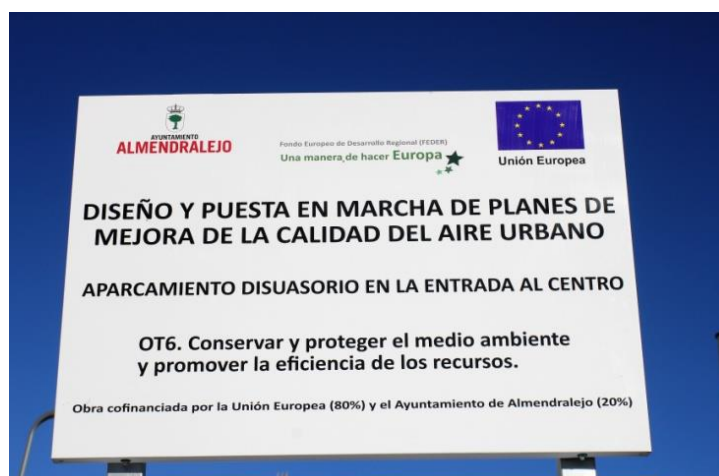 AYUNTAMIENTO
ALMENDRALEJO
Fondo Europeo de Desarrollo Regional (FEDER)
Una manera de hacer Europa
Unión Europea
DISEÑO Y PUESTA EN MARCHA DE PLANES DE
MEJORA DE LA CALIDAD DEL AIRE URBANO
APARCAMIENTO DISUASORIO EN LA ENTRADA AL CENTRO
OT6. Conservar y proteger el medio ambiente
y promover la eficiencia de los recursos.
Obra cofinanciada por la Unión Europea (80%) y el Ayuntamiento de Almendralejo (20%)